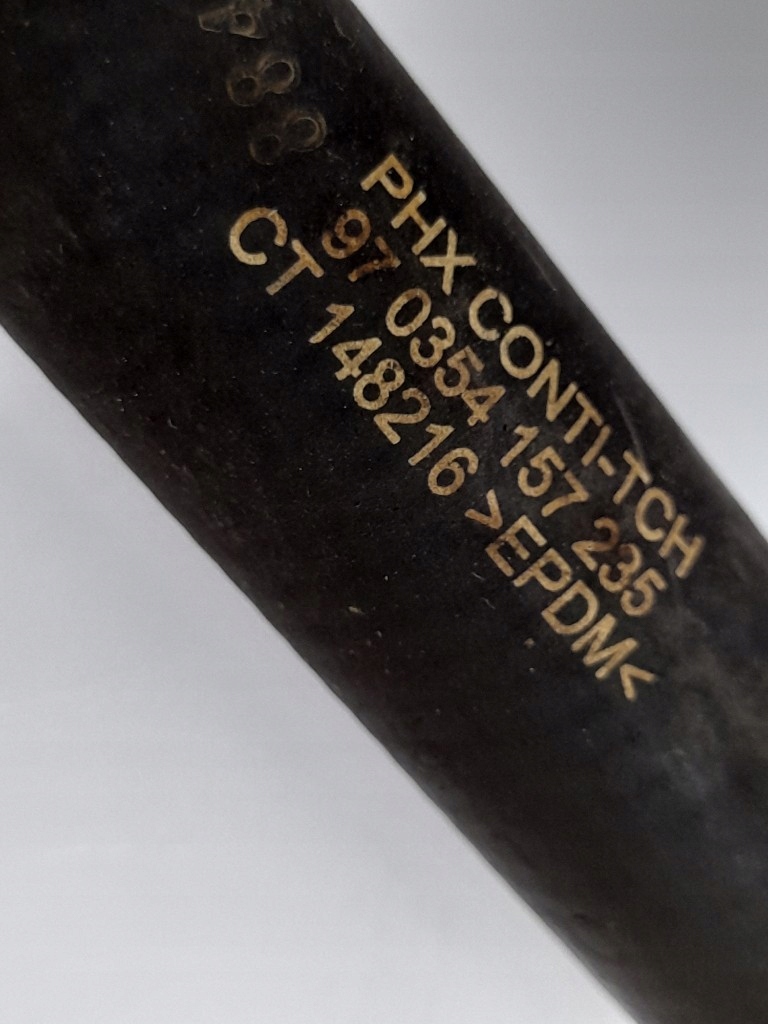 PHX CONTI-TCH
97 0354 157 235
CT 148216 >EPDM<